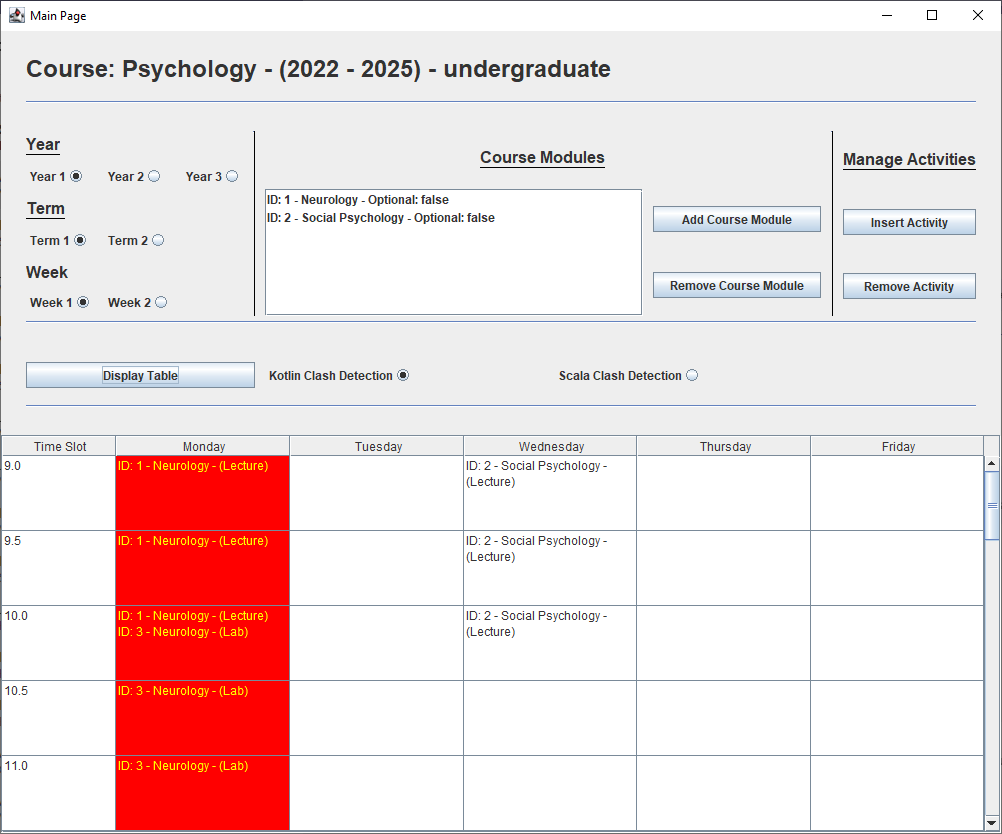 Main Page
Course: Psychology - (2022 - 2025) - undergraduate
Year
Year 1 Year 2 Year 3
Term
Term 1 Term 2
Week
Week 1 Week 2
Course Modules
ID: 1 - Neurology - Optional: false
ID: 2 - Social Psychology - Optional: false
Add Course Module
Remove Course Module
Manage Activities
Insert Activity
Remove Activity
Display Table Kotlin Clash Detection Scala Clash Detection
Time Slot Monday Tuesday Wednesday Thursday Friday
9.0 ID: 1 - Neurology - (Lecture) ID: 2 - Social Psychology -
(Lecture)
9.5 ID: 1 - Neurology - (Lecture) ID: 2 - Social Psychology -
(Lecture)
10.0 ID: 1 - Neurology - (Lecture) ID: 2 - Social Psychology -
ID: 3 - Neurology - (Lab) (Lecture)
10.5 ID: 3 - Neurology - (Lab)
11.0 ID: 3 - Neurology - (Lab)